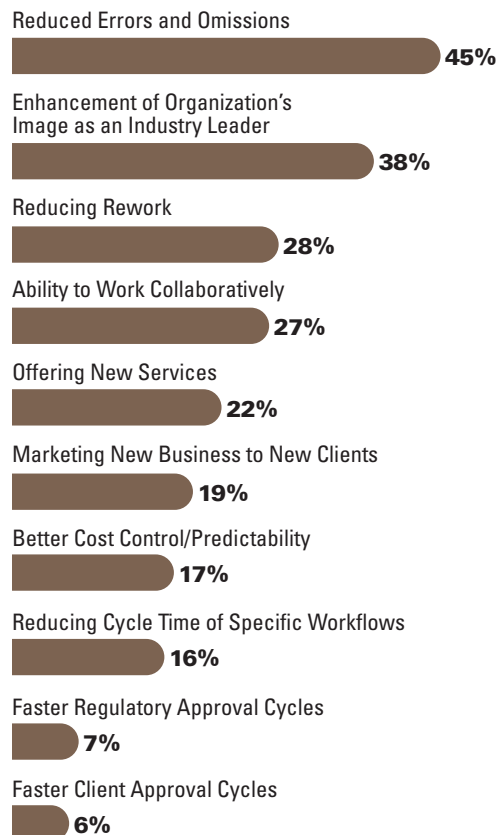 Reduced Errors and Omissions
45%
Enhancement of Organization's
Image as an Industry Leader
38%
Reducing Rework
28%
Ability to Work Collaboratively
27%
Offering New Services
22%
Marketing New Business to New Clients
19%
Better Cost Control/Predictability
17%
Reducing Cycle Time of Specific Workflows
16%
Faster Regulatory Approval Cycles
7%
Faster Client Approval Cycles
6%